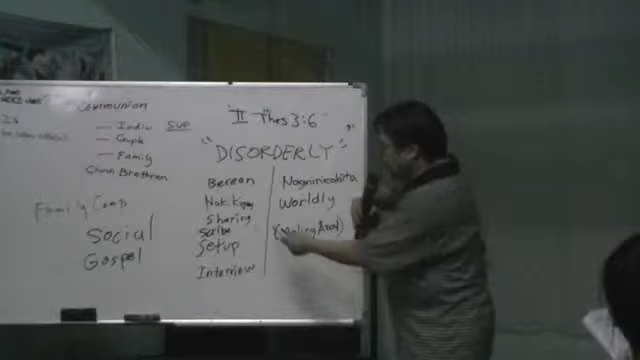 Communion
— Indiv SVP
— Couple
— Family
Church Brethren
Family Camp
Social
Gospel
"II Thes 3:6"
"DISORDERLY"
Berean
Sharing
Scribe
Setup
Interview
Worldly